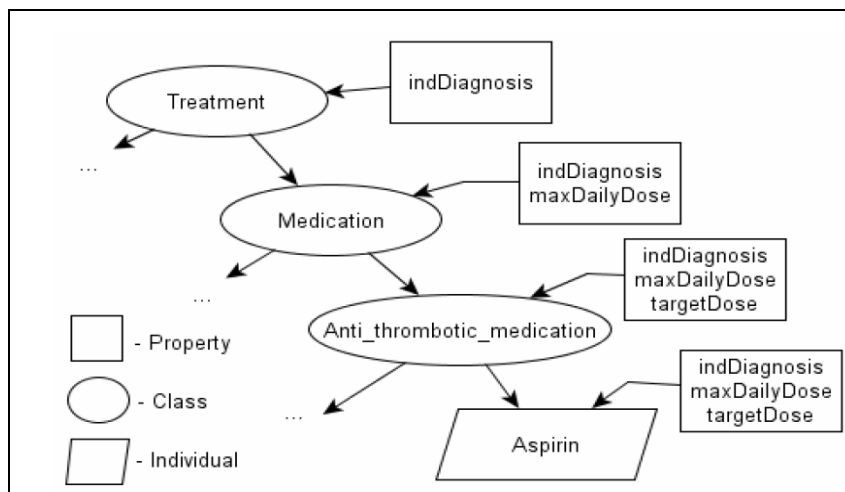 indDiagnosis
Treatment
...
indDiagnosis
maxDailyDose
Medication
...
indDiagnosis
maxDailyDose
targetDose
Anti_thrombotic_medication
- Property
...
indDiagnosis
maxDailyDose
targetDose
- Class
Aspirin
- Individual